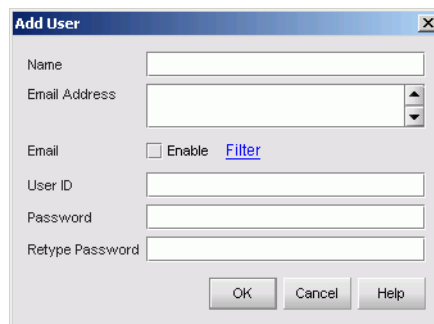 Add User
Name
Email Address
Email Enable Filter
User ID
Password
Retype Password
OK Cancel Help